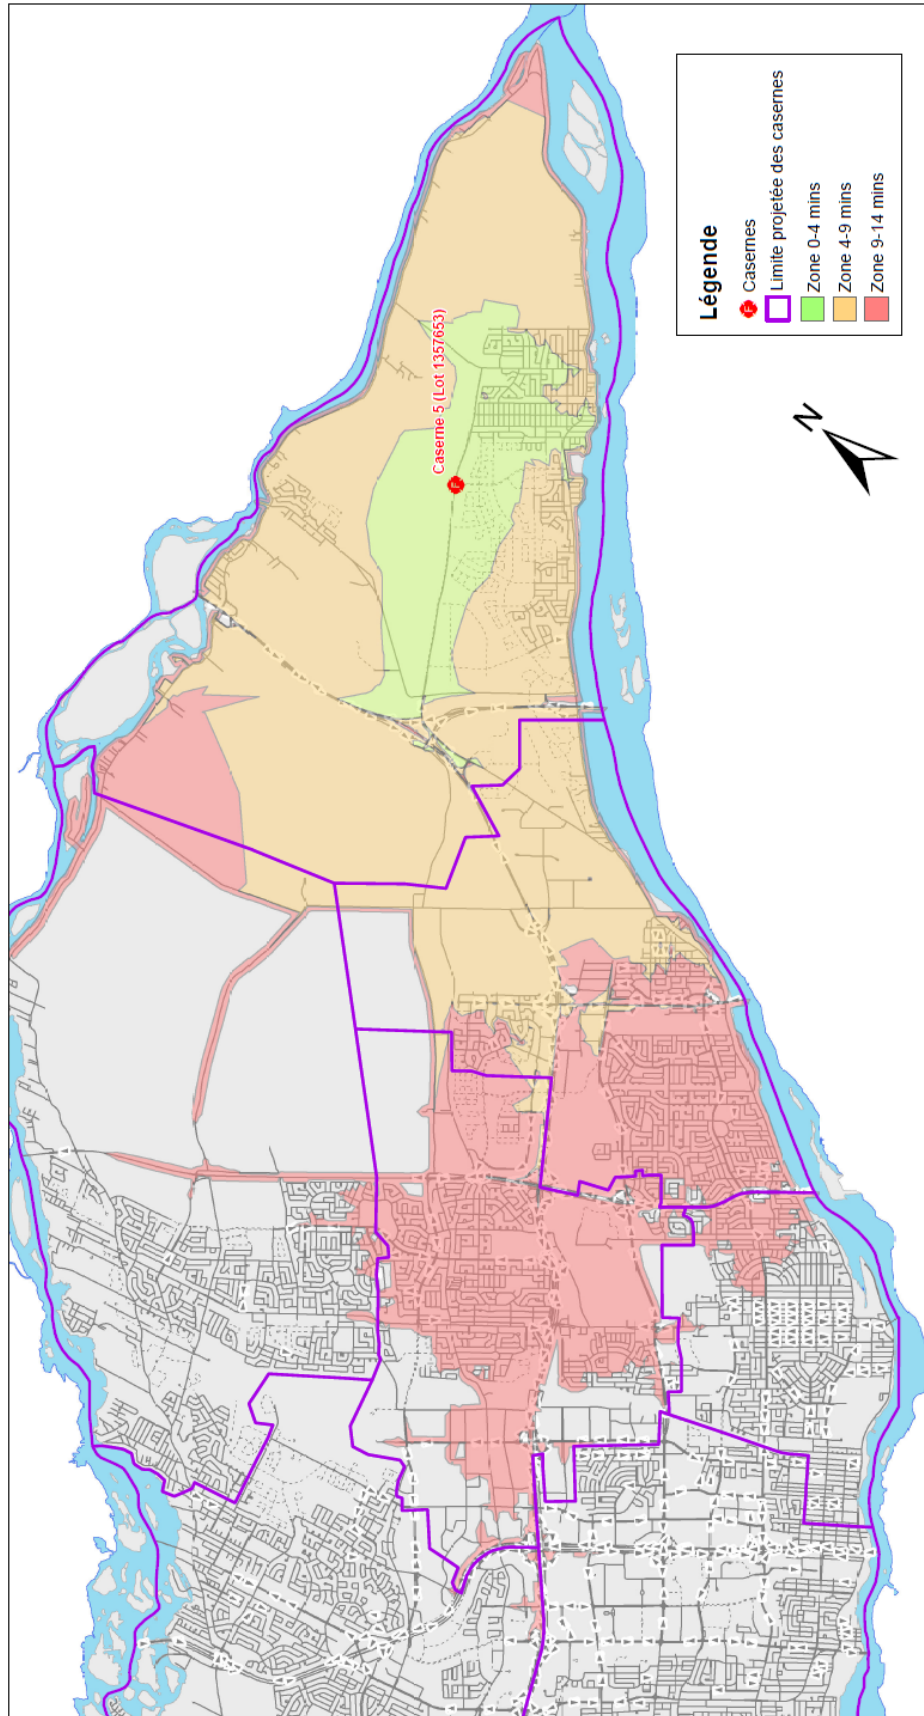 Caserne 5 (Lot 1357653)
N
Légende
Casernes
Limite projetée des casernes
Zone 0-4 mins
Zone 4-9 mins
Zone 9-14 mins